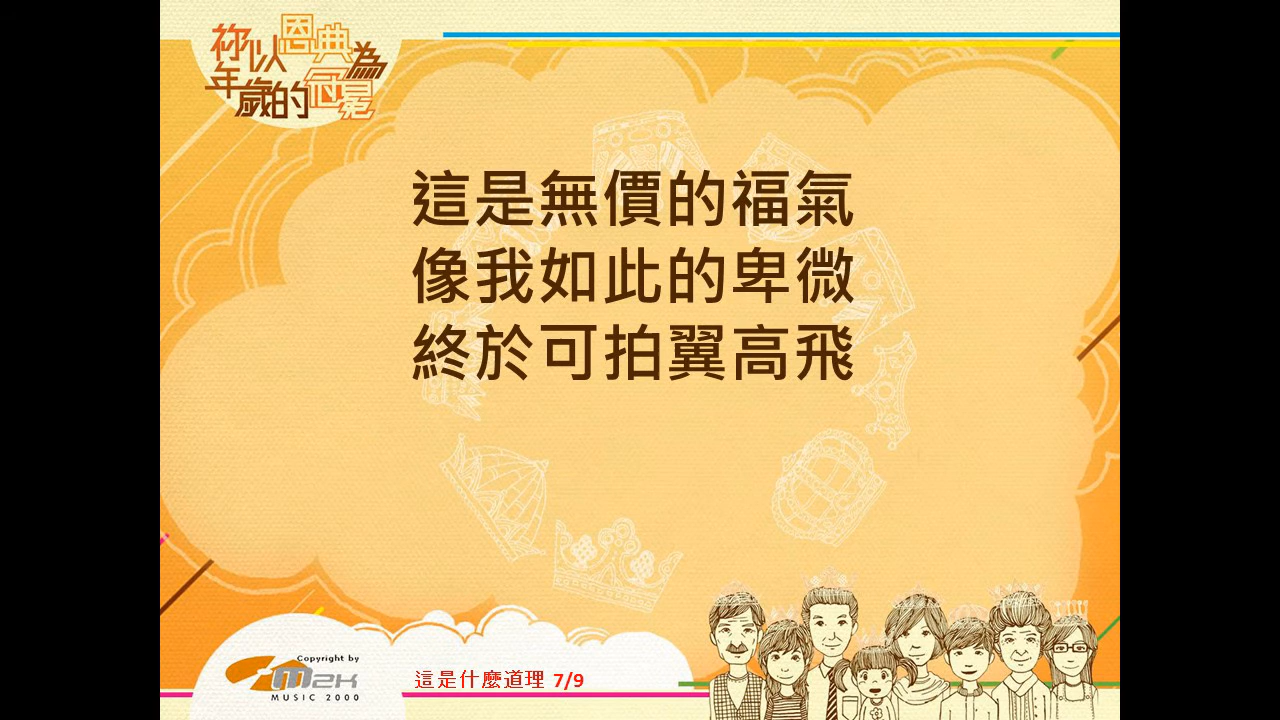 祢以恩典為
年歲的冠冕
這是無價的福氣
像我如此的卑微
終於可拍翼高飛
Copyright by
M2K
MUSIC 2000
這是什麼道理 7/9